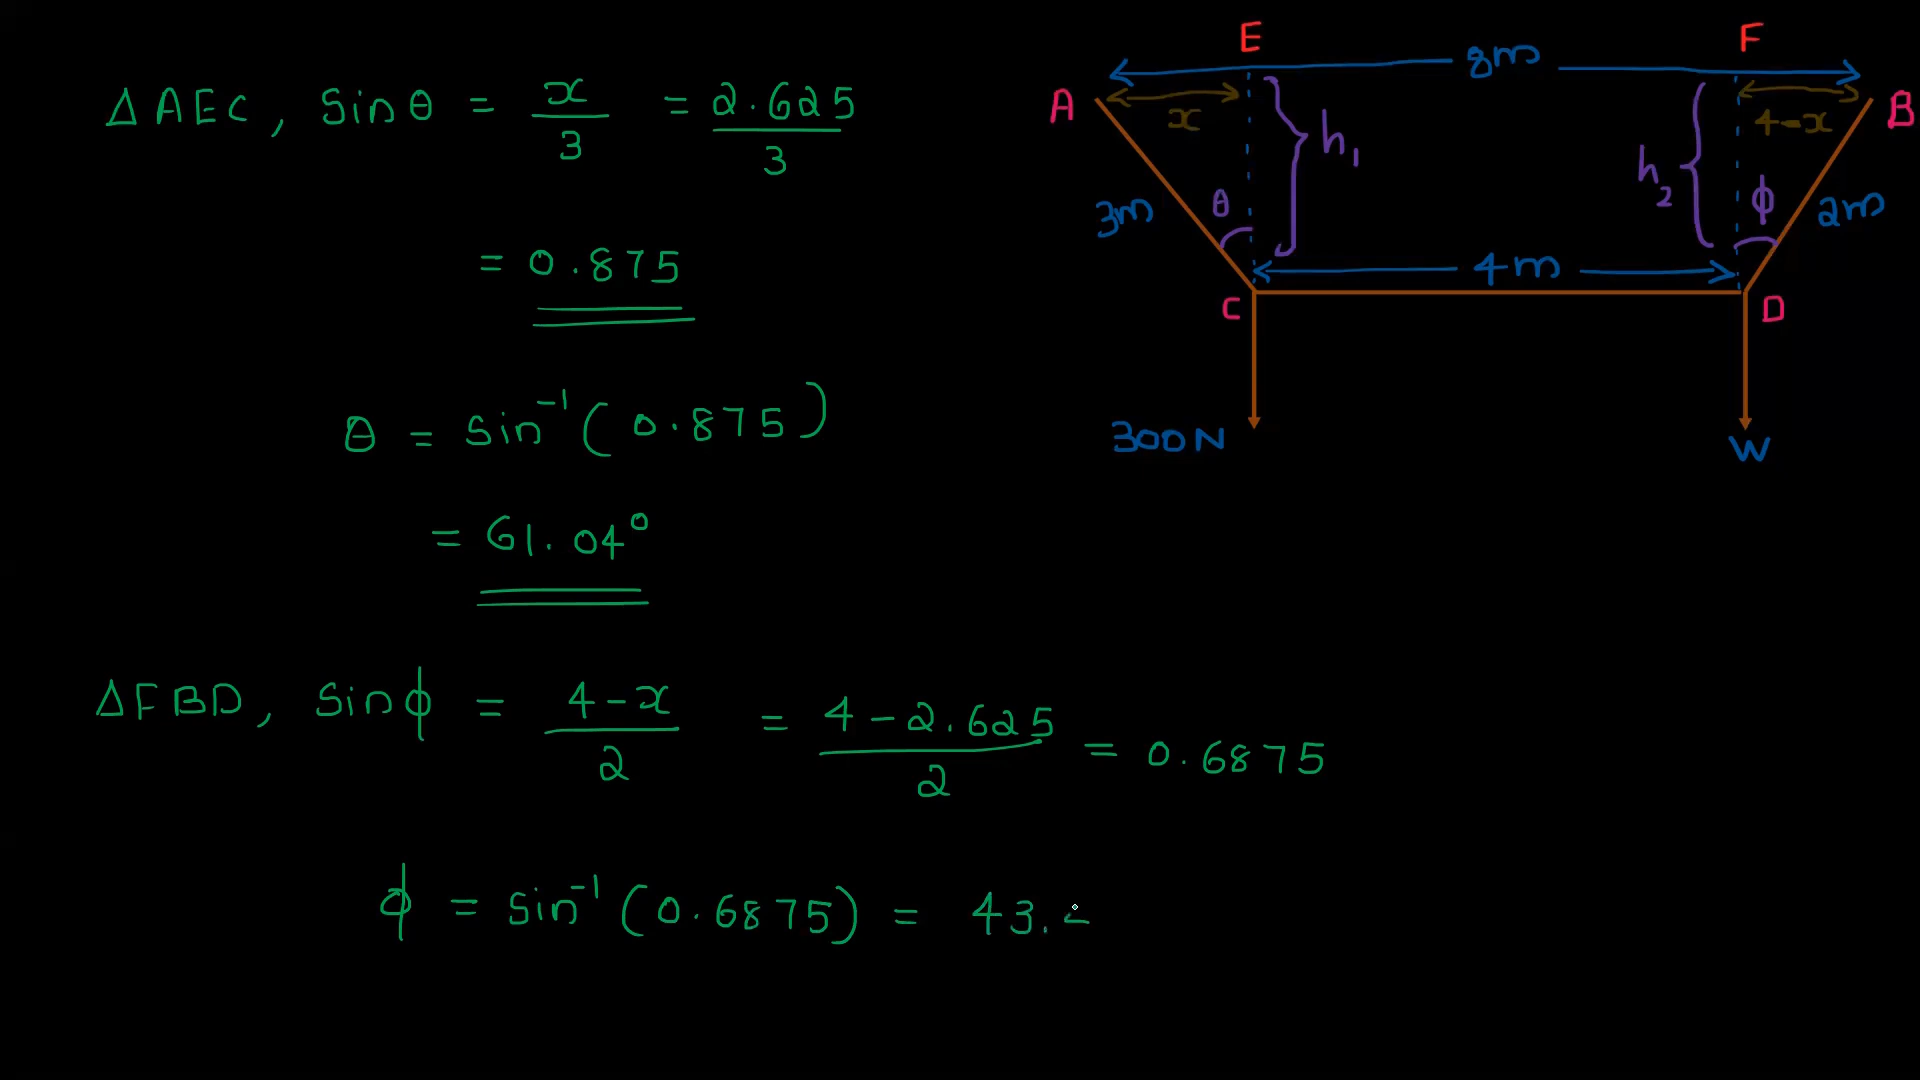 ΔAEC, Sinθ = x/3 = 2.625/3
= 0.875
θ = sin⁻¹(0.875)
= 61.04°
ΔFBD, Sinϕ = 4-x/2 = 4-2.625/2 = 0.6875
ϕ = sin⁻¹(0.6875) = 43.
E F
8m
A x 4-x B
h₁ h₂
3m θ ϕ 2m
4m
C D
300N W